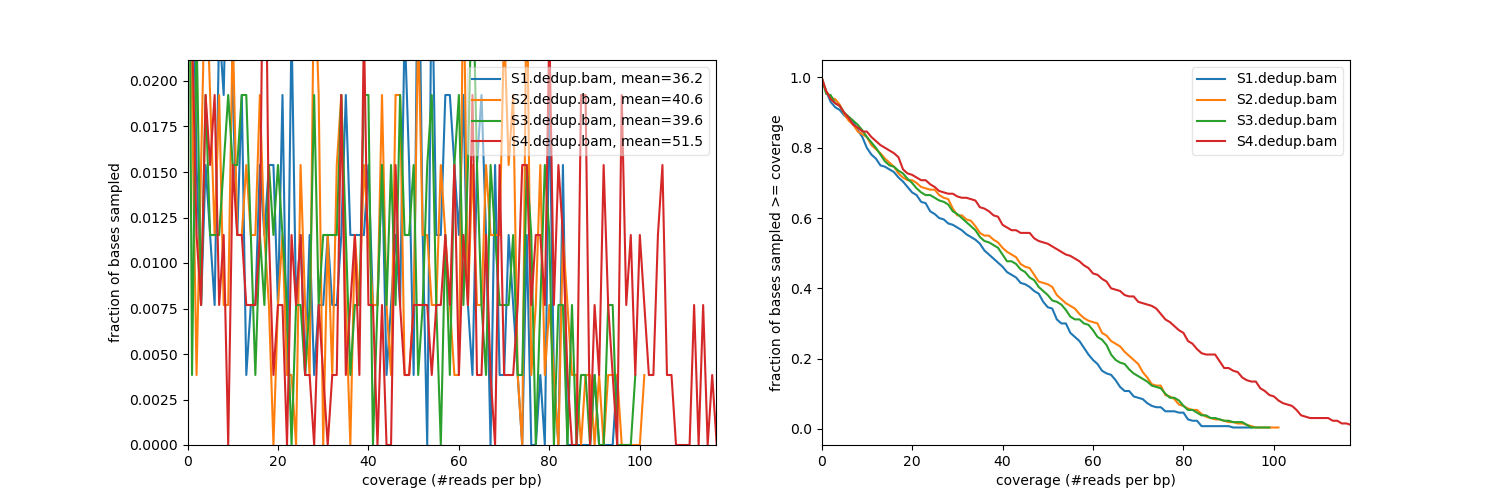 fraction of bases sampled
0.0200
0.0175
0.0150
0.0125
0.0100
0.0075
0.0050
0.0025
0.0000
0 20 40 60 80 100
coverage (#reads per bp)
S1.dedup.bam, mean=36.2
S2.dedup.bam, mean=40.6
S3.dedup.bam, mean=39.6
S4.dedup.bam, mean=51.5
fraction of bases sampled >= coverage
1.0
0.8
0.6
0.4
0.2
0.0
0 20 40 60 80 100
coverage (#reads per bp)
S1.dedup.bam
S2.dedup.bam
S3.dedup.bam
S4.dedup.bam